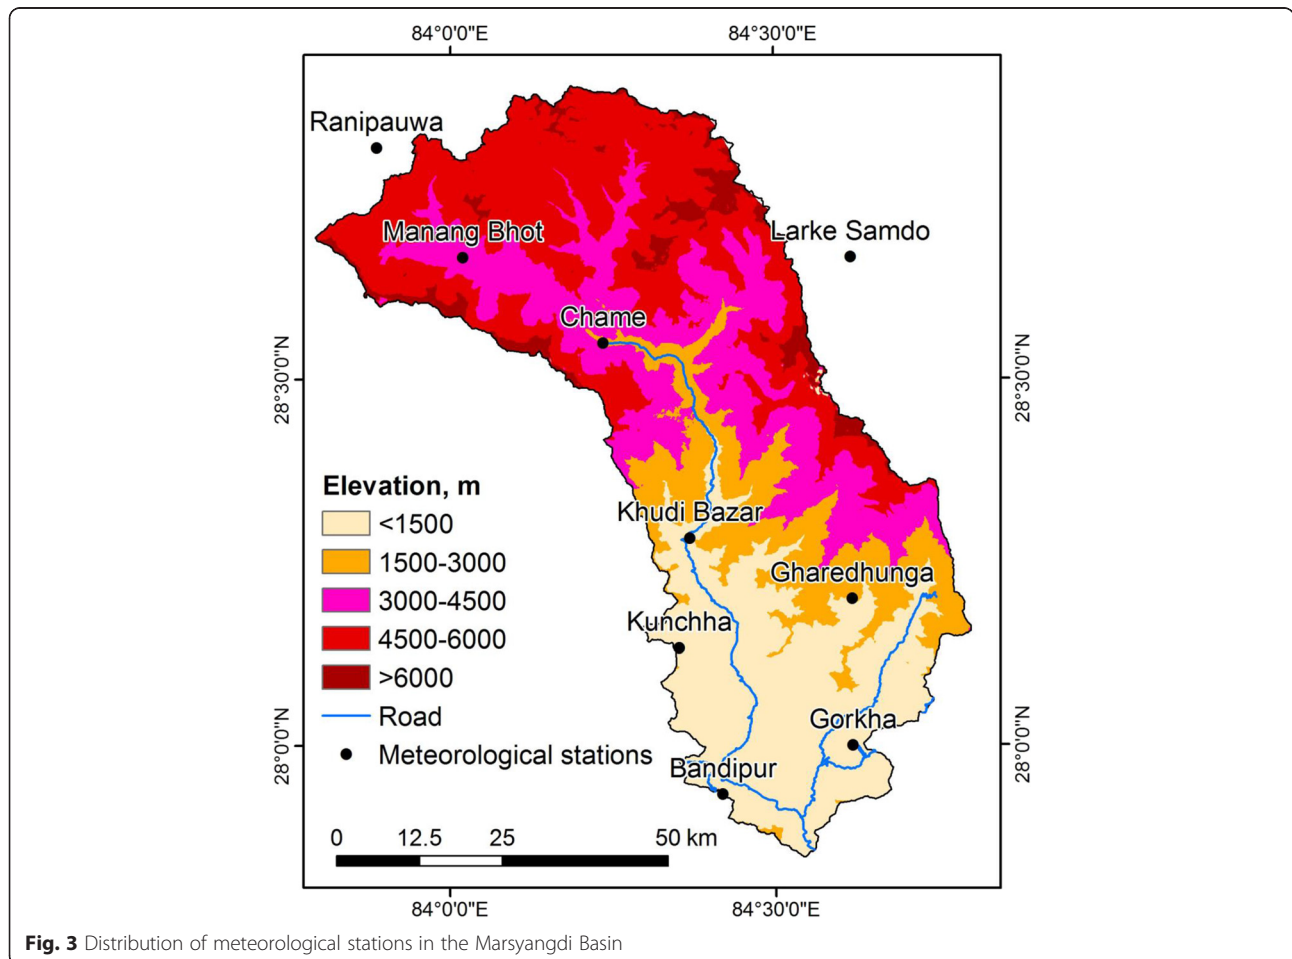 84°0'0"E 84°30'0"E
Ranipauwa
Manang Bhot
Larke Samdo
Chame
28°30'0"N
28°30'0"N
Elevation, m
<1500
1500-3000
3000-4500
4500-6000
>6000
Road
Meteorological stations
Khudi Bazar
Gharedhunga
Kunchha
Gorkha
28°0'0"N
28°0'0"N
Bandipur
0 12.5 25 50 km
84°0'0"E 84°30'0"E
Fig. 3 Distribution of meteorological stations in the Marsyangdi Basin